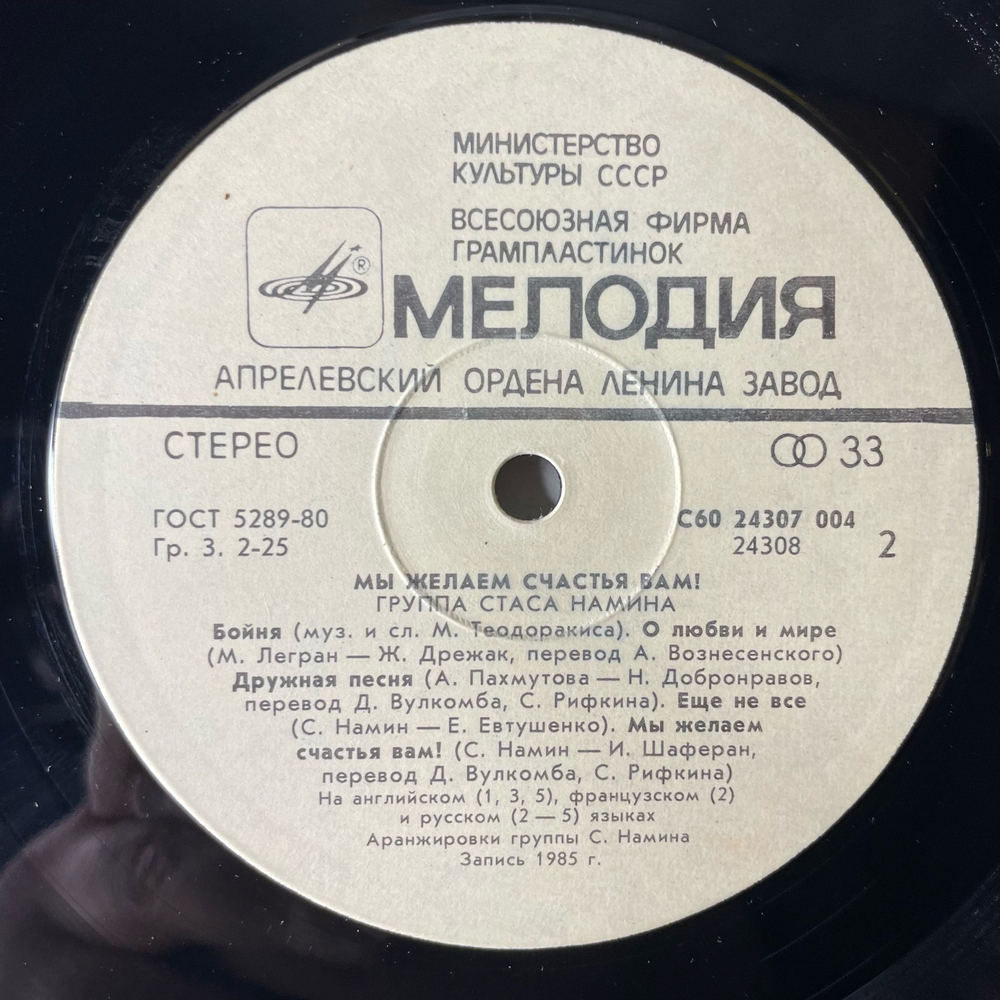 МИНИСТЕРСТВО
КУЛЬТУРЫ СССР
ВСЕСОЮЗНАЯ ФИРМА
ГРАМПЛАСТИНОК
®
МЕЛОДИЯ
АПРЕЛЕВСКИЙ ОРДЕНА ЛЕНИНА ЗАВОД
СТЕРЕО 33
ГОСТ 5289-80 С60 24307 004
Гр. 3. 2-25 24308 2
МЫ ЖЕЛАЕМ СЧАСТЬЯ ВАМ!
ГРУППА СТАСА НАМИНА
Бойня (муз. и сл. М. Теодоракиса). О любви и мире
(М. Легран — Ж. Дрежак, перевод А. Вознесенского)
Дружная песня (А. Пахмутова — Н. Добронравов,
перевод Д. Вулкомба, С. Рифкина). Еще не все
(С. Намин — Е. Евтушенко). Мы желаем
счастья вам! (С. Намин — И. Шаферан,
перевод Д. Вулкомба, С. Рифкина)
На английском (1, 3, 5), французском (2)
и русском (2 — 5) языках
Аранжировки группы С. Намина
Запись 1985 г.